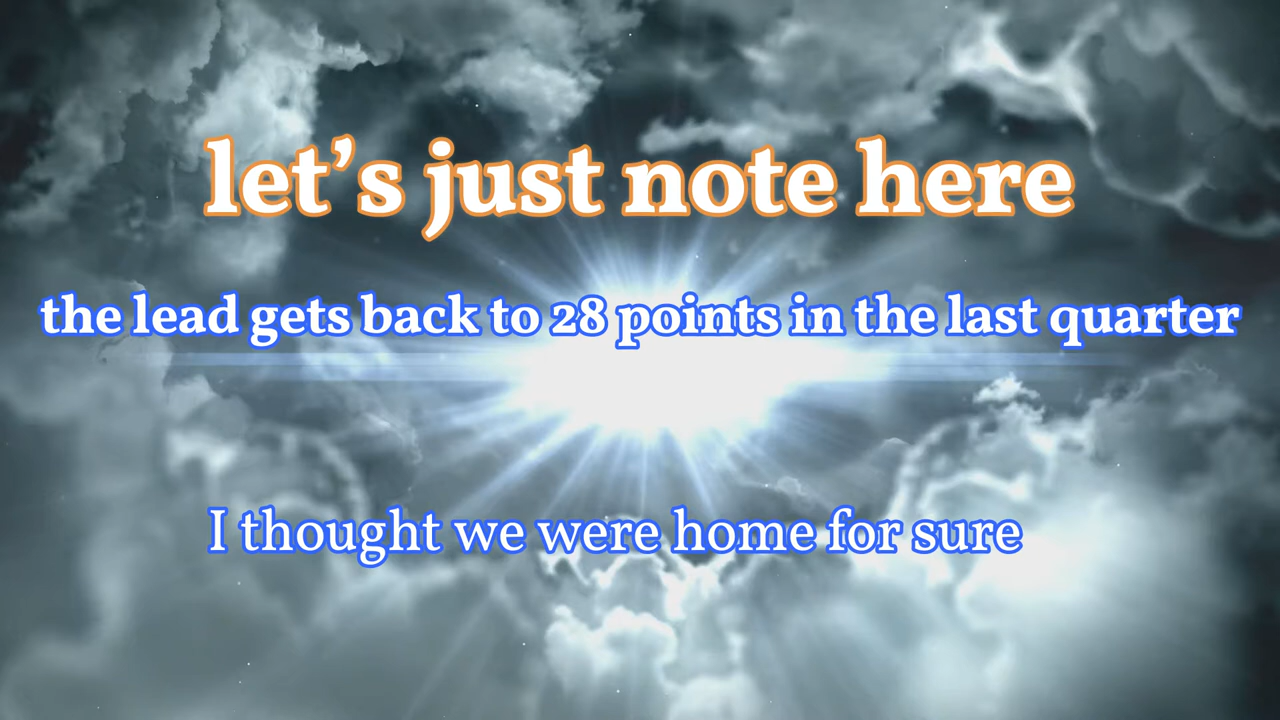 let’s just note here
the lead gets back to 28 points in the last quarter
I thought we were home for sure